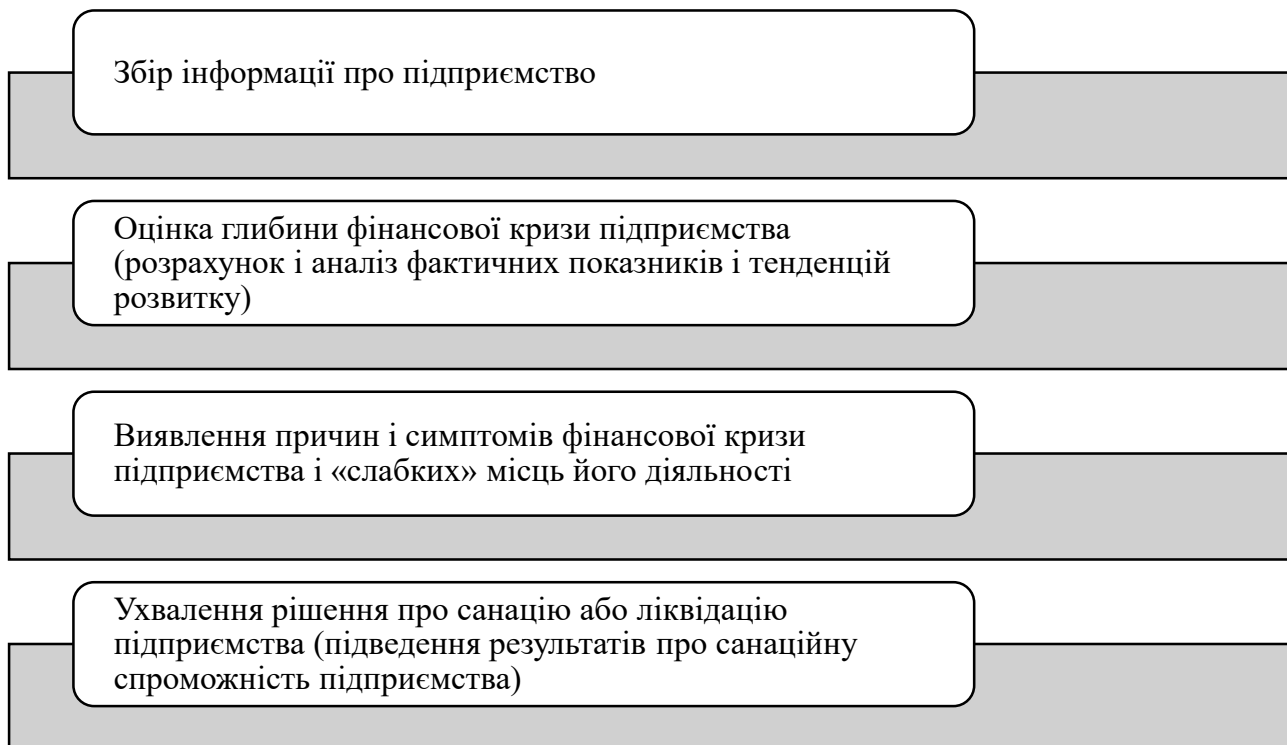 Збір інформації про підприємство
Оцінка глибини фінансової кризи підприємства
(розрахунок і аналіз фактичних показників і тенденцій
розвитку)
Виявлення причин і симптомів фінансової кризи
підприємства і «слабких» місць його діяльності
Ухвалення рішення про санацію або ліквідацію
підприємства (підведення результатів про санаційну
спроможність підприємства)